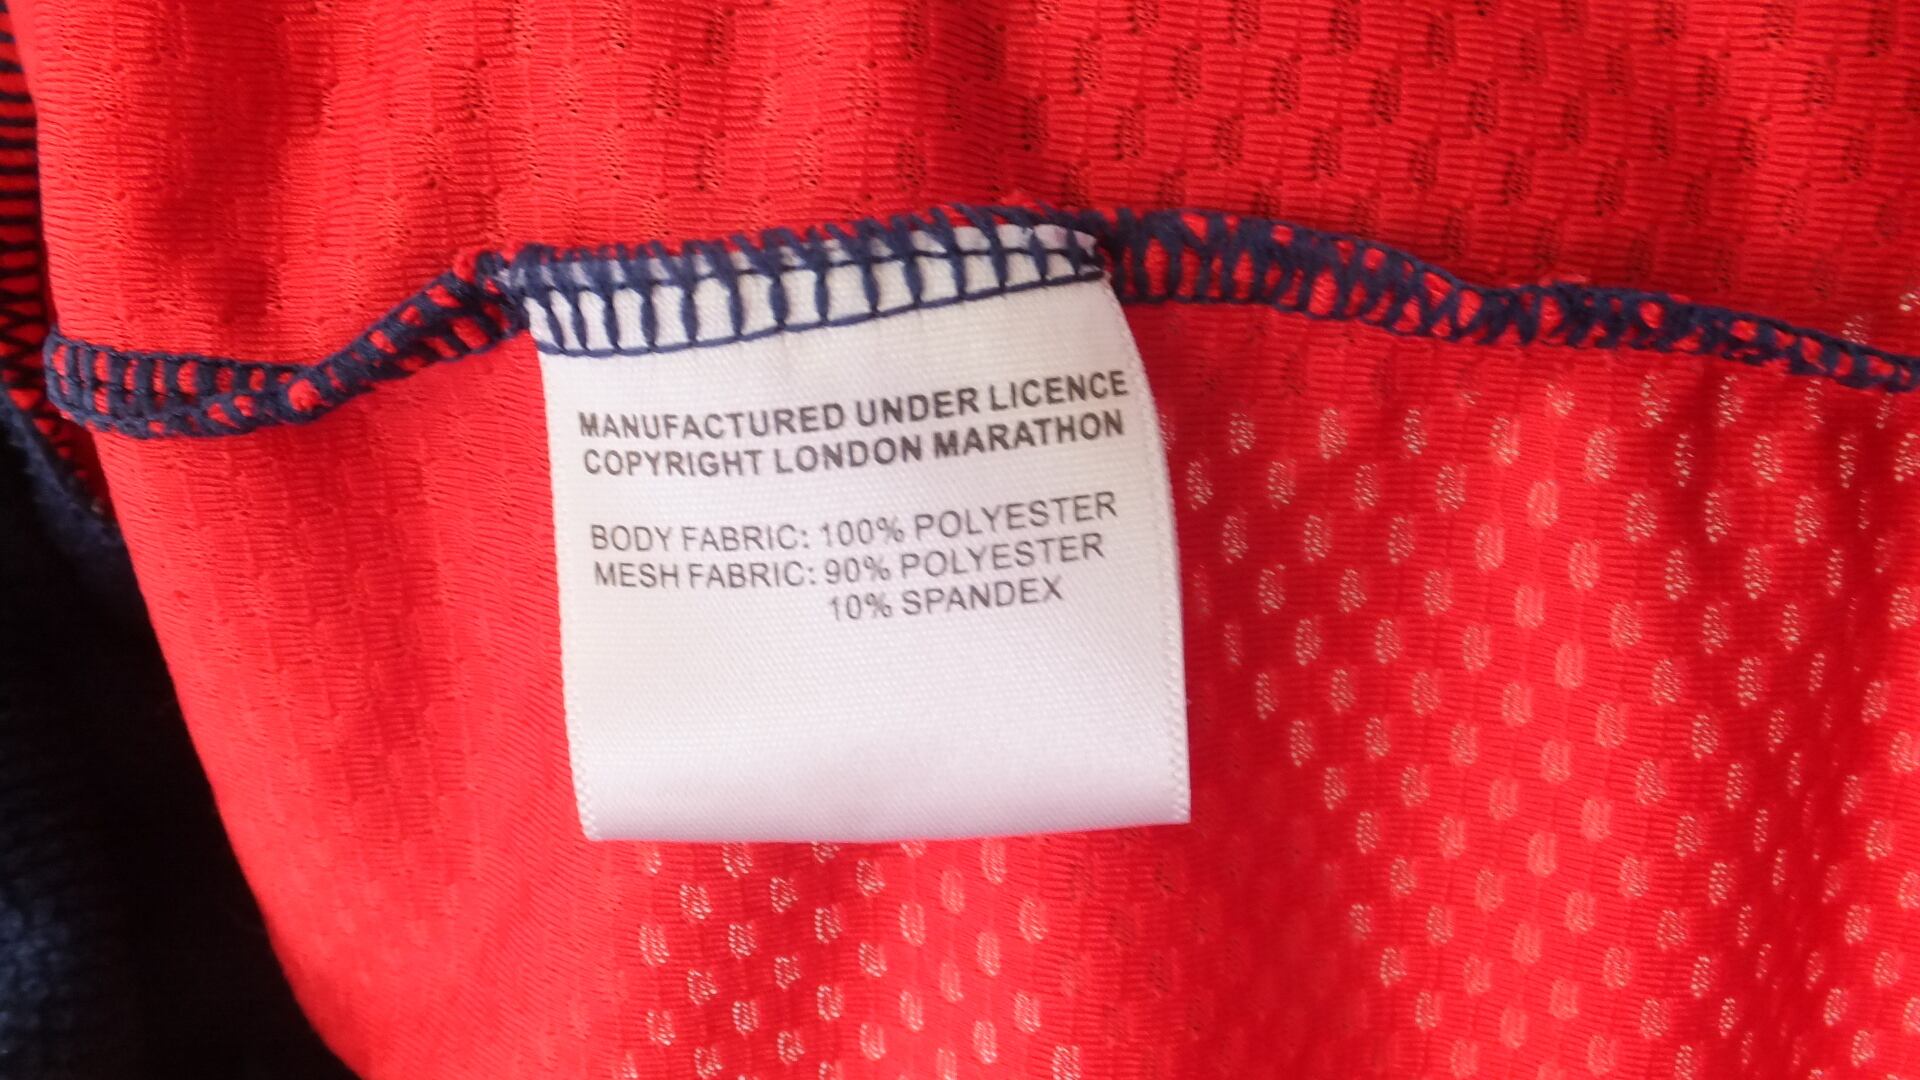 MANUFACTURED UNDER LICENCE
COPYRIGHT LONDON MARATHON
BODY FABRIC: 100% POLYESTER
MESH FABRIC: 90% POLYESTER
10% SPANDEX